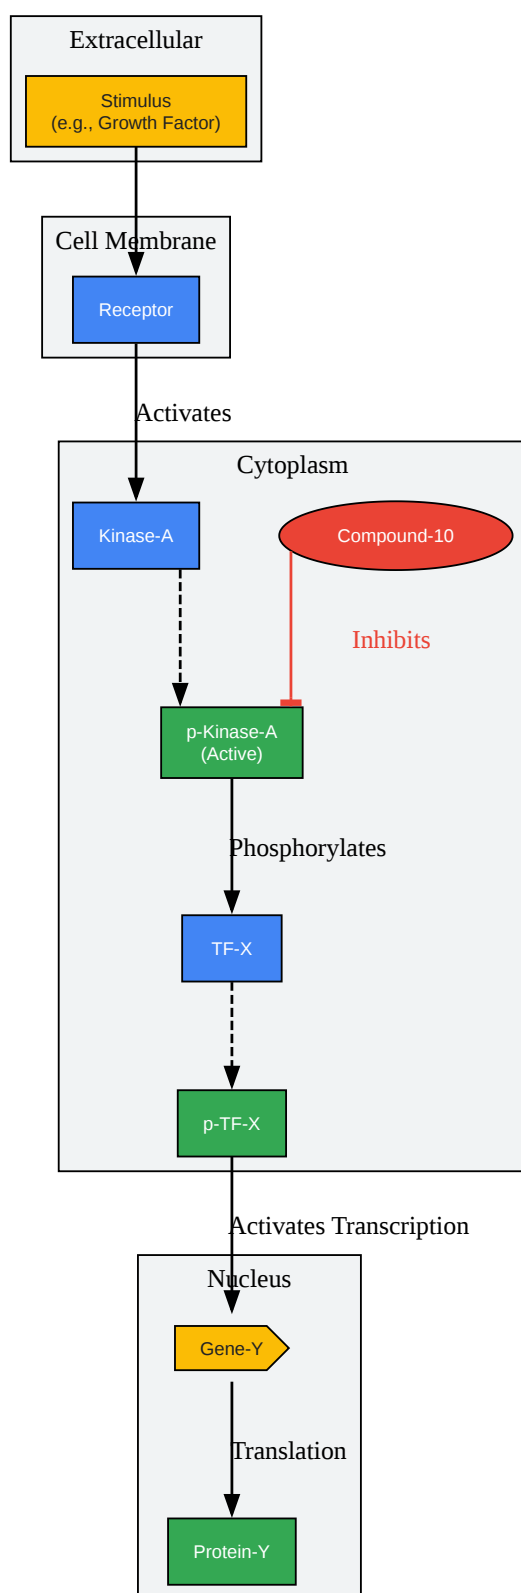 Extracellular
Stimulus
(e.g., Growth Factor)
Cell Membrane
Receptor
Activates
Cytoplasm
Kinase-A
Compound-10
Inhibits
p-Kinase-A
(Active)
Phosphorylates
TF-X
p-TF-X
Activates Transcription
Nucleus
Gene-Y
Translation
Protein-Y